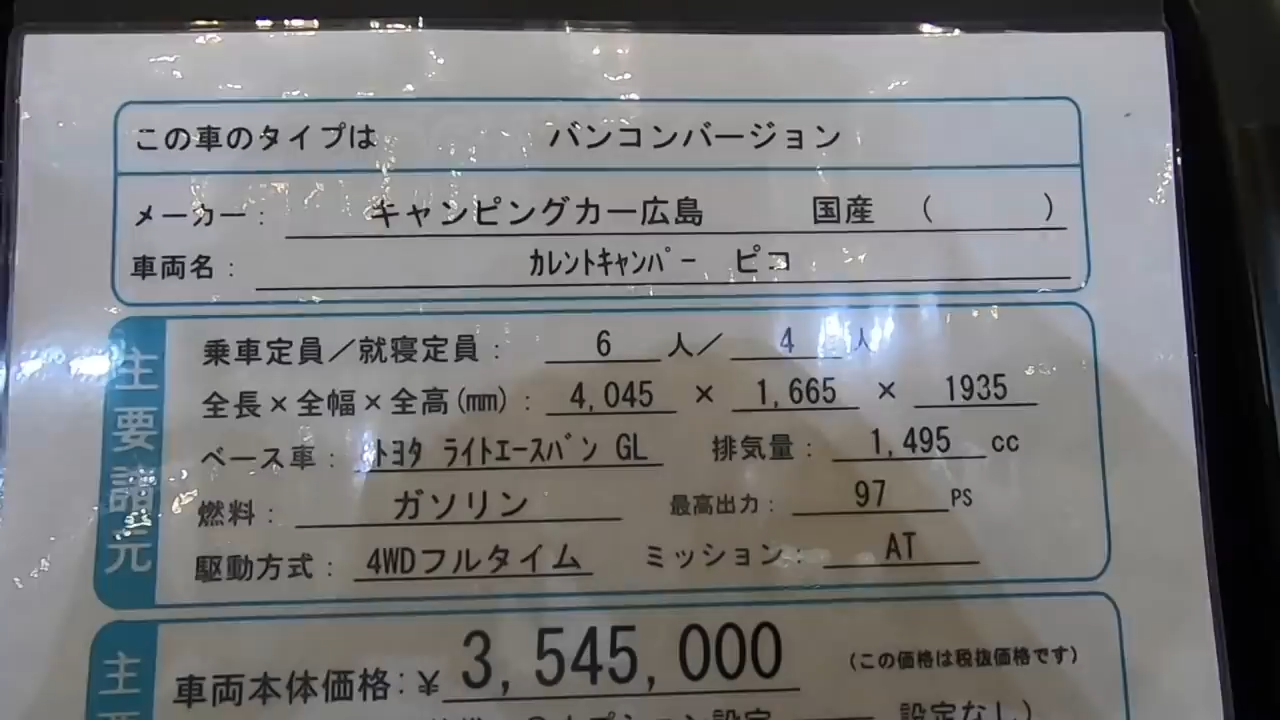 この車のタイプは バンコンバージョン
メーカー： キャンピングカー広島 国産 （ ）
車両名： ｶﾚﾝﾄｷｬﾝﾊﾟｰ ピコ
主要諸元
乗車定員／就寝定員： 6 人／ 4 人
全長×全幅×全高(㎜)： 4,045 × 1,665 × 1935
ベース車： ﾄﾖﾀ ﾗｲﾄｴｰｽﾊﾞﾝ GL 排気量： 1,495 cc
燃料： ガソリン 最高出力： 97 PS
駆動方式： 4WDフルタイム ミッション： AT
主
車両本体価格：￥ 3,545,000 （この価格は税抜価格です）
設定なし）